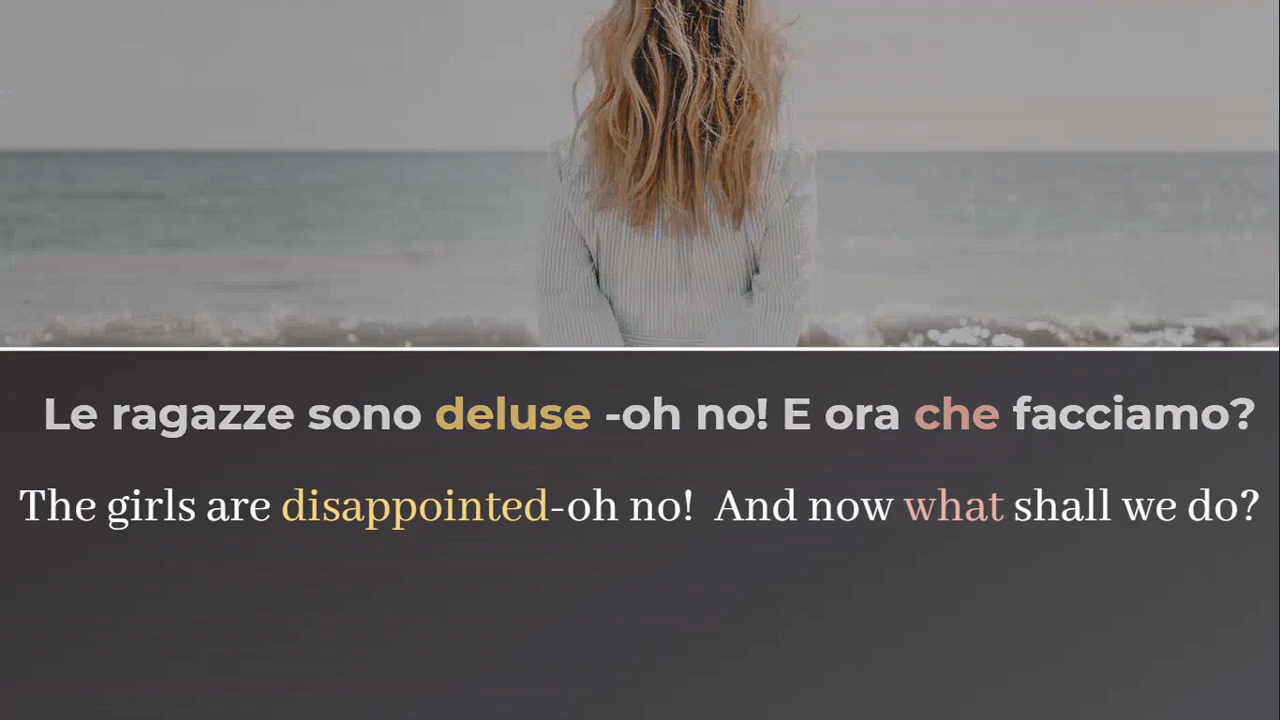 Le ragazze sono deluse -oh no! E ora che facciamo?
The girls are disappointed-oh no! And now what shall we do?